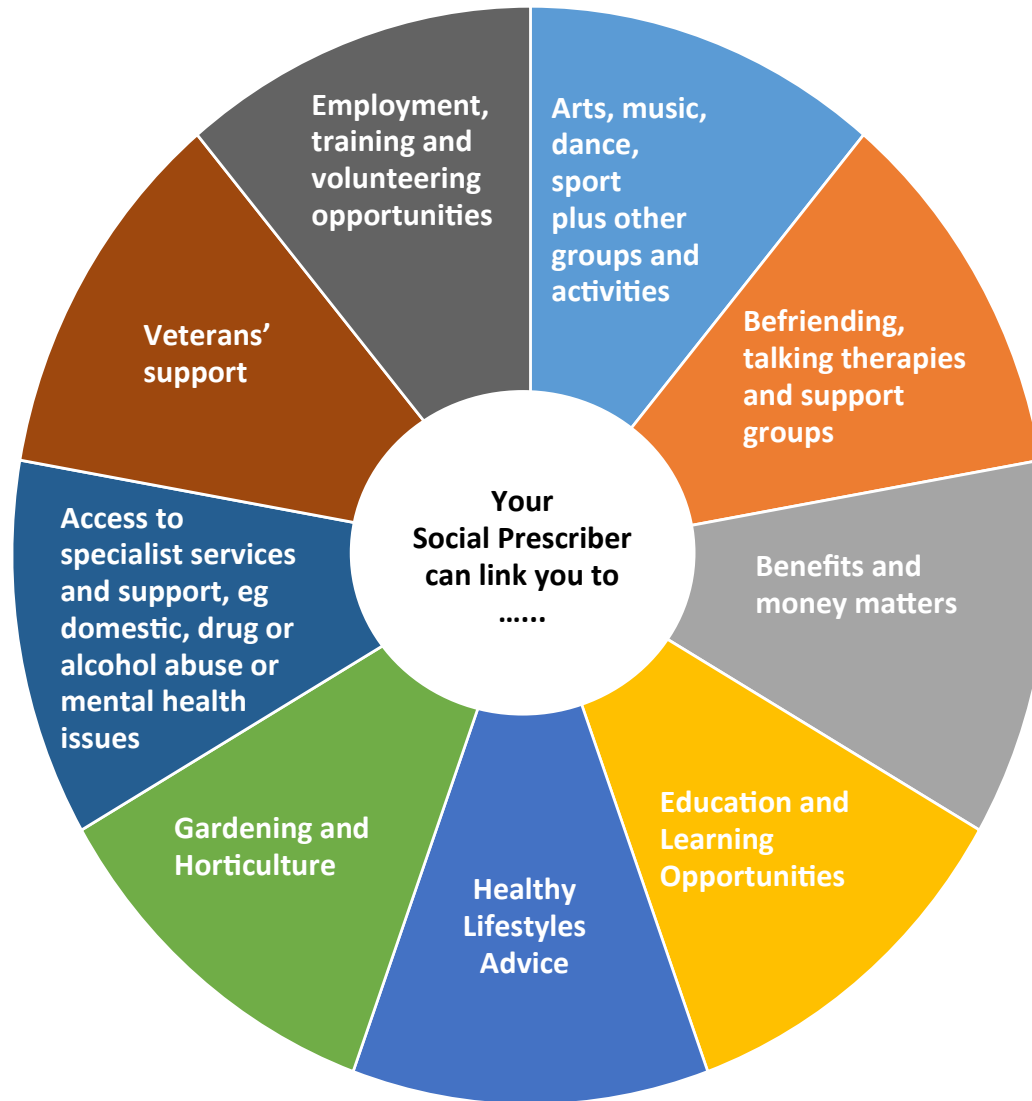 Your
Social Prescriber
can link you to
…...
Arts, music,
dance,
sport
plus other
groups and
activities
Befriending,
talking therapies
and support
groups
Benefits and
money matters
Education and
Learning
Opportunities
Healthy
Lifestyles
Advice
Gardening and
Horticulture
Access to
specialist services
and support, eg
domestic, drug or
alcohol abuse or
mental health
issues
Veterans’
support
Employment,
training and
volunteering
opportunities